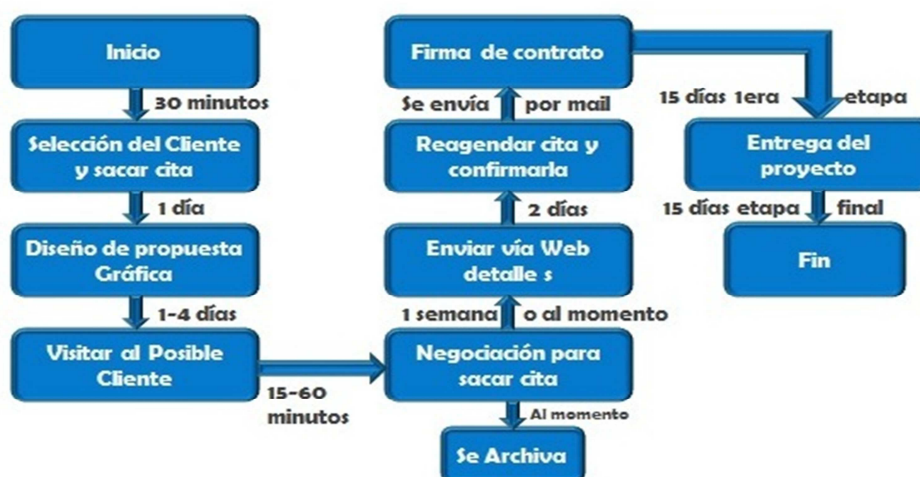 Inicio
30 minutos
Selección del Cliente
y sacar cita
1 día
Diseño de propuesta
Gráfica
1-4 días
Visitar al Posible
Cliente
15-60
minutos
Firma de contrato
Se envía por mail
Reagendar cita y
confirmarla
2 días
Enviar vía Web
detalle s
1 semana o al momento
Negociación para
sacar cita
Al momento
Se Archiva
15 días 1era etapa
Entrega del
proyecto
15 días etapa final
Fin